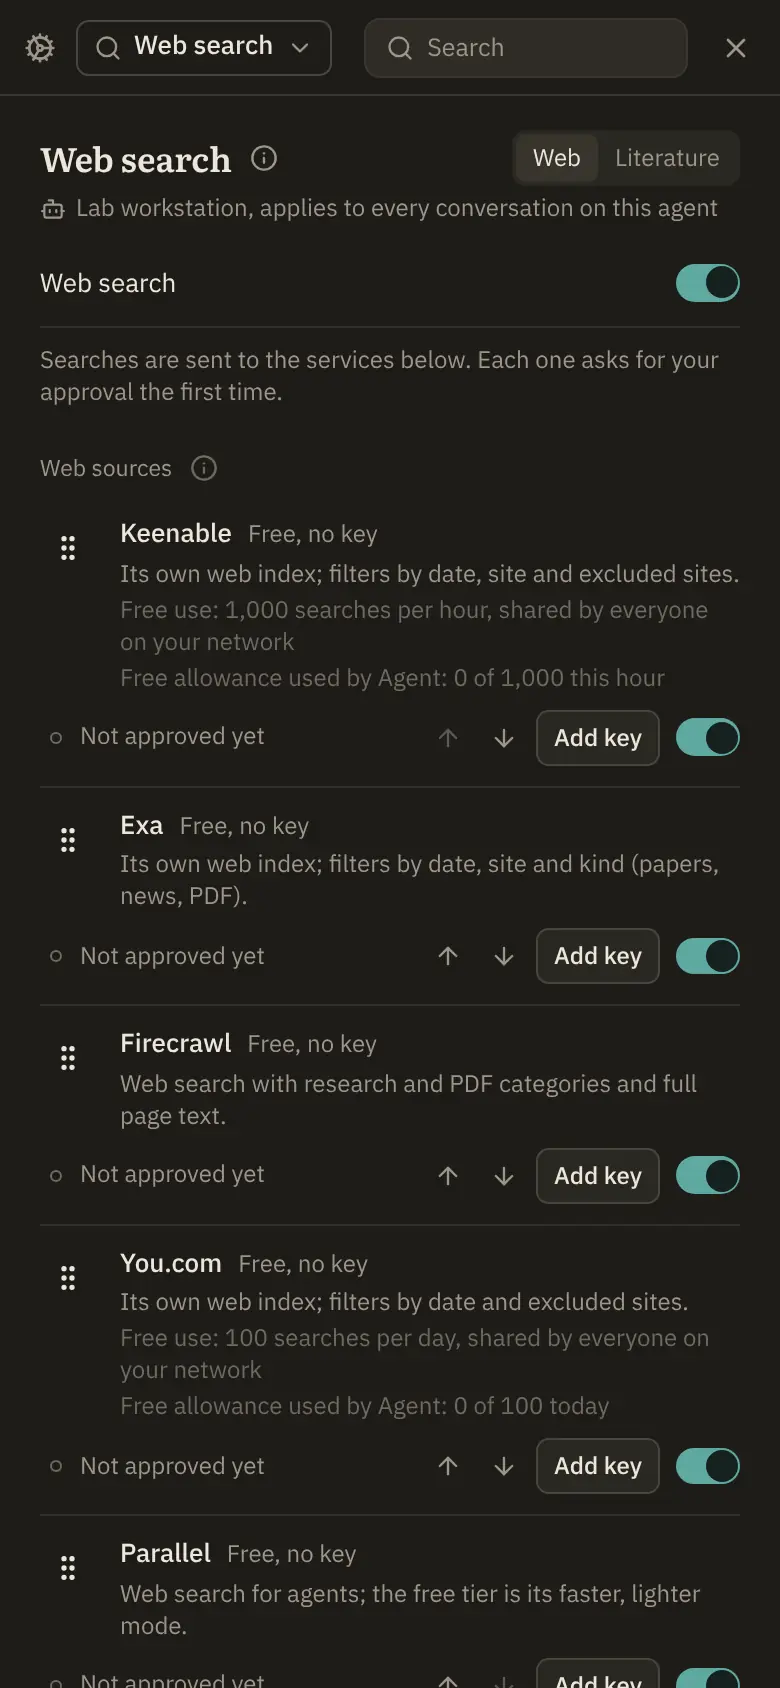 Web search
Search
Web search
Web
Literature
Lab workstation, applies to every conversation on this agent
Web search
Searches are sent to the services below. Each one asks for your
approval the first time.
Web sources
Keenable Free, no key
Its own web index; filters by date, site and excluded sites.
Free use: 1,000 searches per hour, shared by everyone
on your network
Free allowance used by Agent: 0 of 1,000 this hour
Not approved yet
Add key
Exa Free, no key
Its own web index; filters by date, site and kind (papers,
news, PDF).
Not approved yet
Add key
Firecrawl Free, no key
Web search with research and PDF categories and full
page text.
Not approved yet
Add key
You.com Free, no key
Its own web index; filters by date and excluded sites.
Free use: 100 searches per day, shared by everyone on
your network
Free allowance used by Agent: 0 of 100 today
Not approved yet
Add key
Parallel Free, no key
Web search for agents; the free tier is its faster, lighter
mode.
Not approved yet
Add key